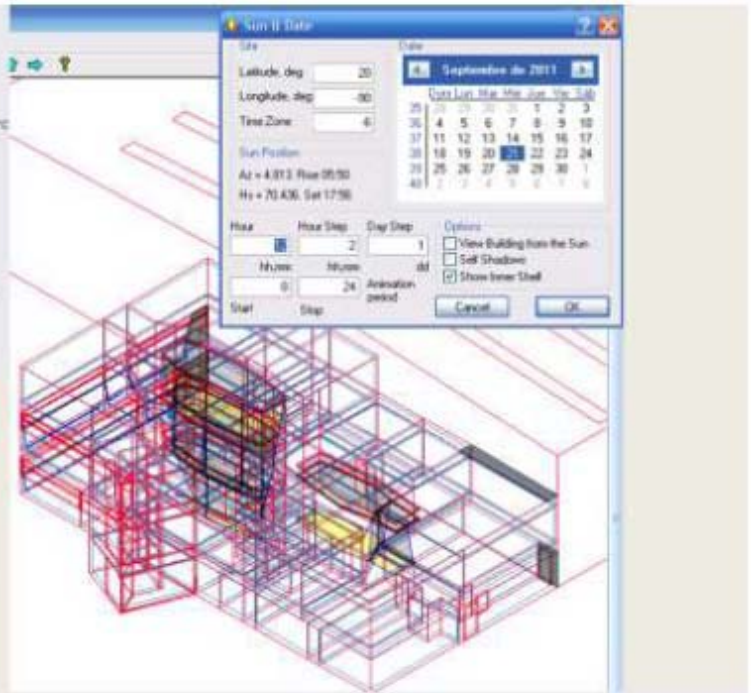 Sun & Date
Site
Latitude, deg 20
Longitude, deg -90
Time Zone -6
Sun Position
Az = 4.013 Rise 05:50
Hs = 70.436 Set 17:56
Date
Septiembre de 2011
Dom Lun Mar Mié Jue Vie Sáb
35 28 29 30 31 1 2 3
36 4 5 6 7 8 9 10
37 11 12 13 14 15 16 17
38 18 19 20 21 22 23 24
39 25 26 27 28 29 30 1
40 2 3 4 5 6 7 8
Hour Hour Step Day Step
12 2 1
hh,mm hh,mm dd
0 24 Animation period
Start Stop
Options
View Building from the Sun
Self Shadows
Show Inner Shell
Cancel OK